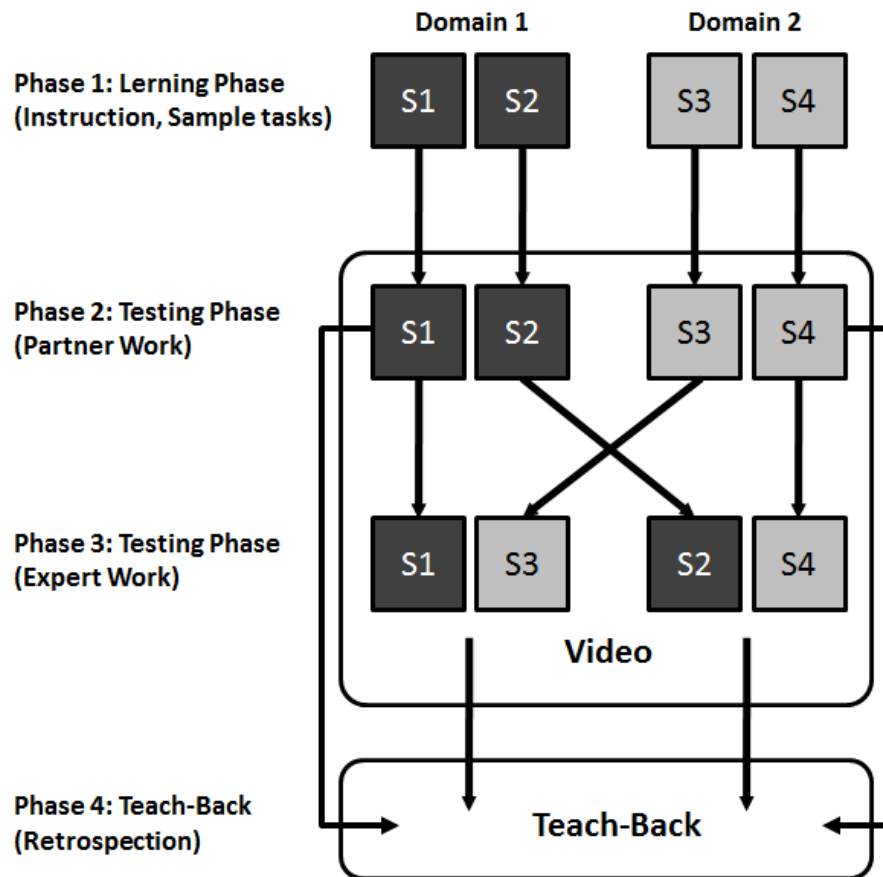 Domain 1
Domain 2
Phase 1: Lerning Phase
(Instruction, Sample tasks)
S1
S2
S3
S4
Phase 2: Testing Phase
(Partner Work)
S1
S2
S3
S4
Phase 3: Testing Phase
(Expert Work)
S1
S3
S2
S4
Video
Phase 4: Teach-Back
(Retrospection)
Teach-Back